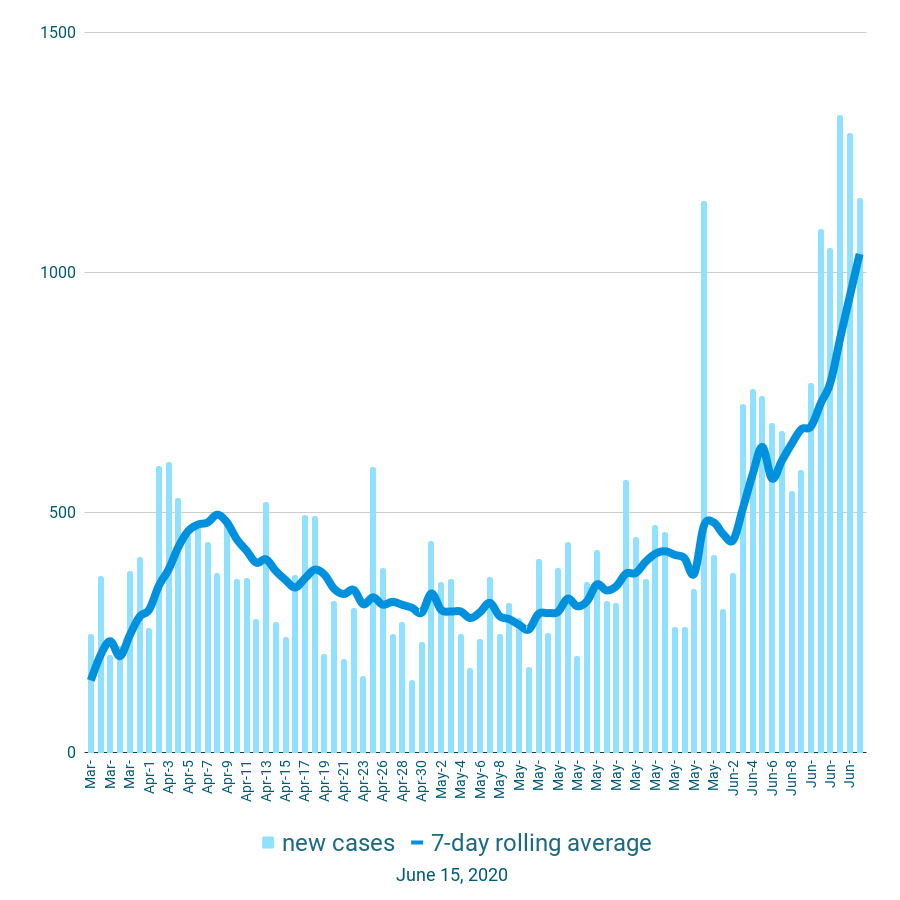 1500
1000
500
0
Mar-
Mar-
Mar-
Apr-1
Apr-3
Apr-5
Apr-7
Apr-9
Apr-11
Apr-13
Apr-15
Apr-17
Apr-19
Apr-21
Apr-23
Apr-26
Apr-28
Apr-30
May-2
May-4
May-6
May-8
May-
May-
May-
May-
May-
May-
May-
May-
May-
May-
May-
Jun-2
Jun-4
Jun-6
Jun-8
Jun-
Jun-
Jun-
new cases
7-day rolling average
June 15, 2020